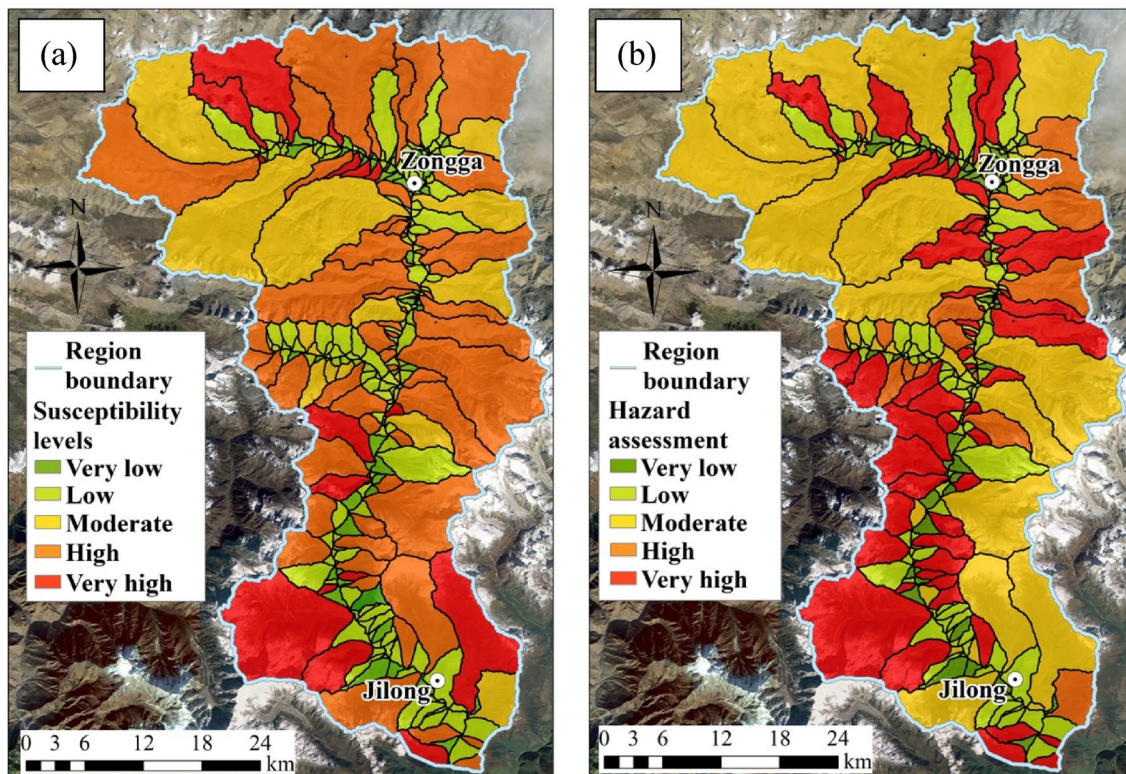 (a)
Zongga
N
Region
boundary
Susceptibility
levels
Very low
Low
Moderate
High
Very high
Jilong
0 3 6 12 18 24
km
(b)
Zongga
N
Region
boundary
Hazard
assessment
Very low
Low
Moderate
High
Very high
Jilong
0 3 6 12 18 24
km